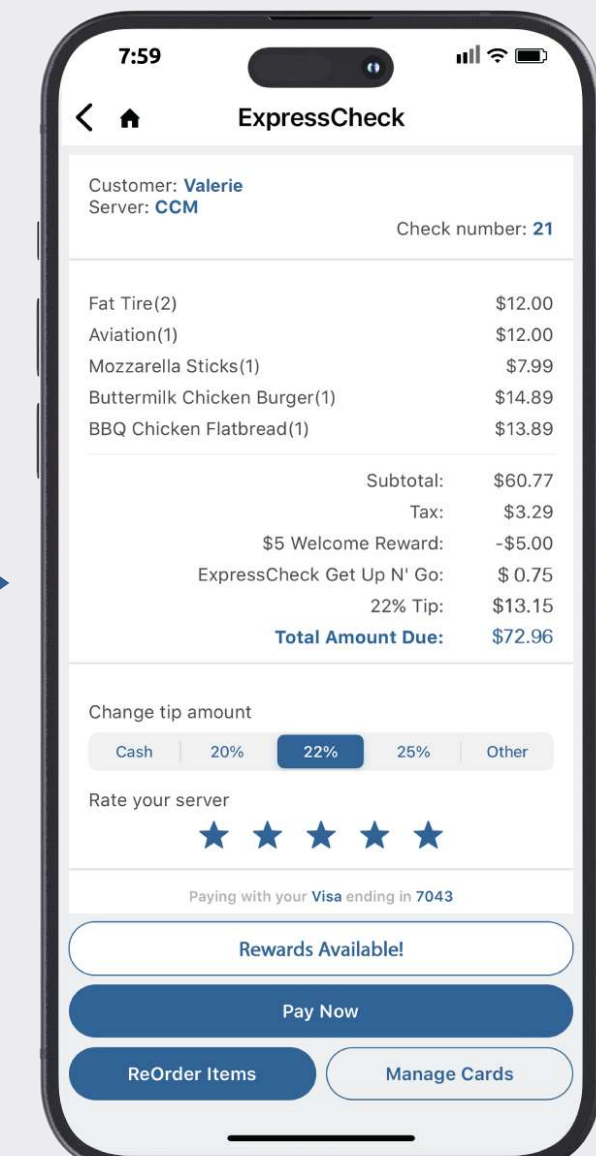 7:59
ExpressCheck
Customer: Valerie
Server: CCM
Check number: 21
Fat Tire(2) $12.00
Aviation(1) $12.00
Mozzarella Sticks(1) $7.99
Buttermilk Chicken Burger(1) $14.89
BBQ Chicken Flatbread(1) $13.89
Subtotal: $60.77
Tax: $3.29
$5 Welcome Reward: -$5.00
ExpressCheck Get Up N' Go: $ 0.75
22% Tip: $13.15
Total Amount Due: $72.96
Change tip amount
Cash 20% 22% 25% Other
Rate your server
Paying with your Visa ending in 7043
Rewards Available!
Pay Now
ReOrder Items Manage Cards